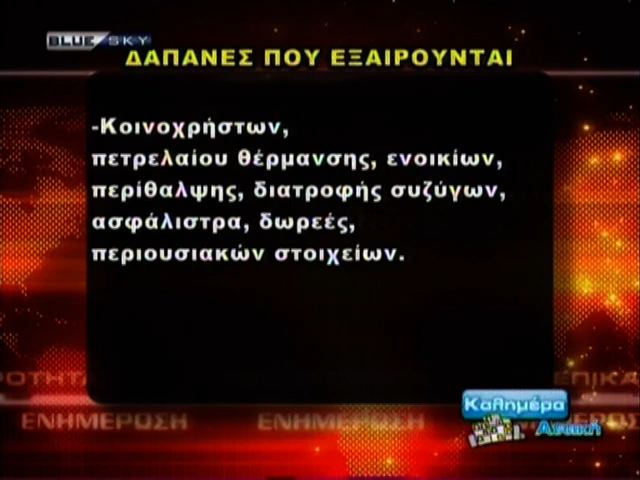 BLUE SKY
ΔΑΠΑΝΕΣ ΠΟΥ ΕΞΑΙΡΟΥΝΤΑΙ
-Κοινοχρήστων,
πετρελαίου θέρμανσης, ενοικίων,
περίθαλψης, διατροφής συζύγων,
ασφάλιστρα, δωρεές,
περιουσιακών στοιχείων.
Καλημέρα
Αττική
ΕΝΗΜΕΡΩΣΗ ΕΝΗΜΕΡΩΣΗ